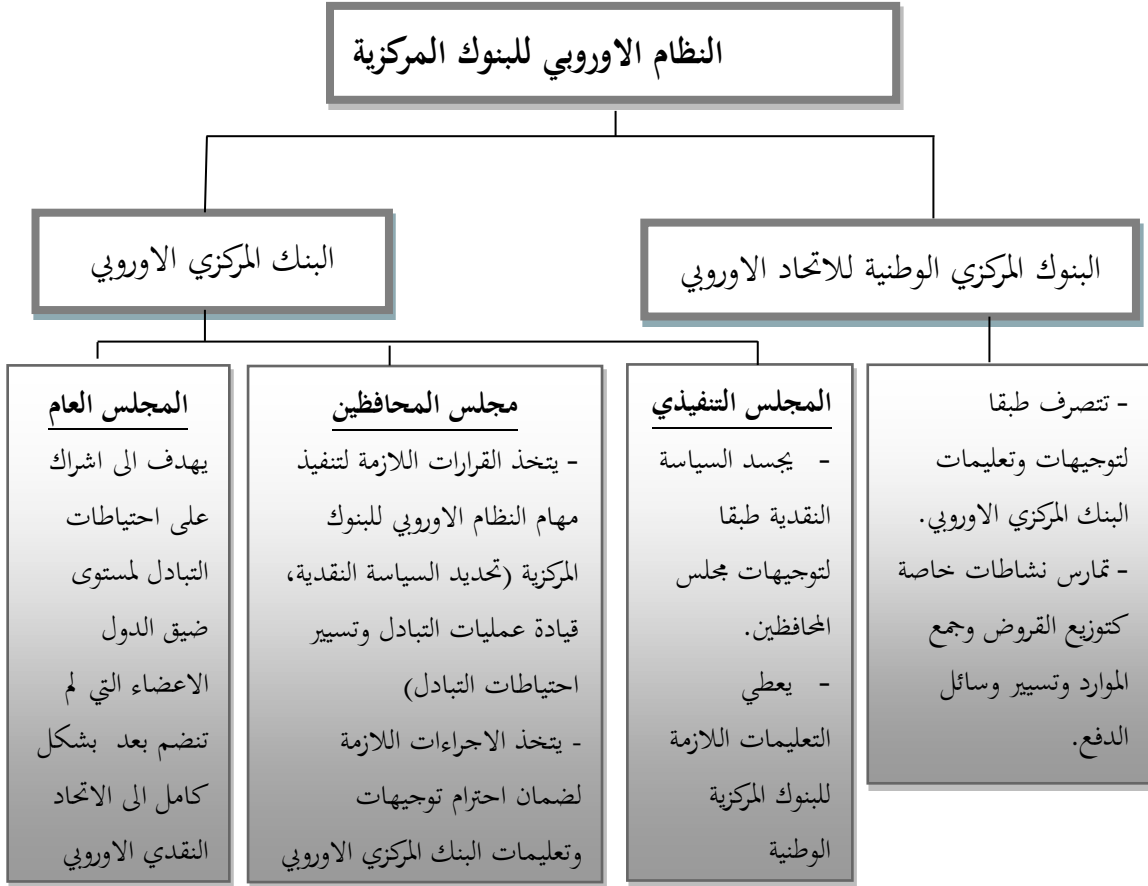 النظام الاوروبي للبنوك المركزية
البنوك المركزي الوطنية للاتحاد الاوروبي
البنك المركزي الاوروبي
- تتصرف طبقا
لتوجيهات وتعليمات
البنك المركزي الاوروبي.
- تمارس نشاطات خاصة
كتوزيع القروض وجمع
الموارد وتسيير وسائل
الدفع.
المجلس التنفيذي
- يجسد السياسة
النقدية طبقا
لتوجيهات مجلس
المحافظين.
- يعطي
التعليمات اللازمة
للبنوك المركزية
الوطنية
مجلس المحافظين
- يتخذ القرارات اللازمة لتنفيذ
مهام النظام الاوروبي للبنوك
المركزية (تحديد السياسة النقدية،
قيادة عمليات التبادل وتسيير
احتياطات التبادل)
- يتخذ الاجراءات اللازمة
لضمان احترام توجيهات
وتعليمات البنك المركزي الاوروبي
المجلس العام
يهدف الى اشراك
على احتياطات
التبادل لمستوى
ضيق الدول
الاعضاء التي لم
تنضم بعد بشكل
كامل الى الاتحاد
النقدي الاوروبي